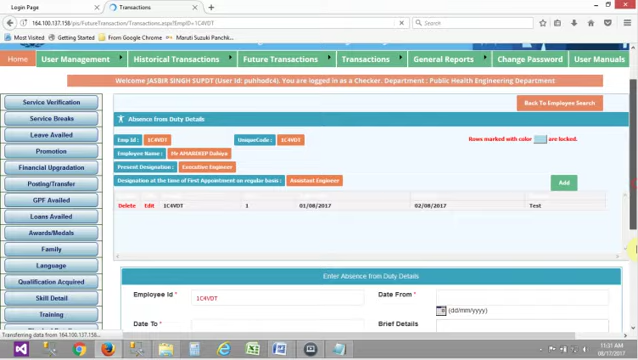 Login Page
Transactions
164.100.137.158/pis/FutureTransaction/Transactions.aspx?EmpID=1C4VDT
Search
Most Visited Getting Started From Google Chrome Maruti Suzuki Panchk...
Home User Management Historical Transactions Future Transactions Transactions General Reports Change Password User Manuals
Welcome JASBIR SINGH SUPDT (User Id: puhhodc4). You are logged in as a Checker. Department : Public Health Engineering Department
Service Verification
Service Breaks
Leave Availed
Promotion
Financial Upgradation
Posting/Transfer
GPF Availed
Loans Availed
Awards/Medals
Family
Language
Qualification Acquired
Skill Detail
Training
Back To Employee Search
Absence from Duty Details
Emp Id : 1C4VDT UniqueCode : 1C4VDT
Rows marked with color are locked.
Employee Name : Mr AMARDEEP Dahiya
Present Designation : Executive Engineer
Designation at the time of First Appointment on regular basis : Assistant Engineer
Add
Delete Edit 1C4VDT 1 01/08/2017 02/08/2017 Test
Enter Absence from Duty Details
Employee Id * 1C4VDT Date From *
(dd/mm/yyyy)
Date To * Brief Details
Transferring data from 164.100.137.158...
11:31 AM
08/17/2017